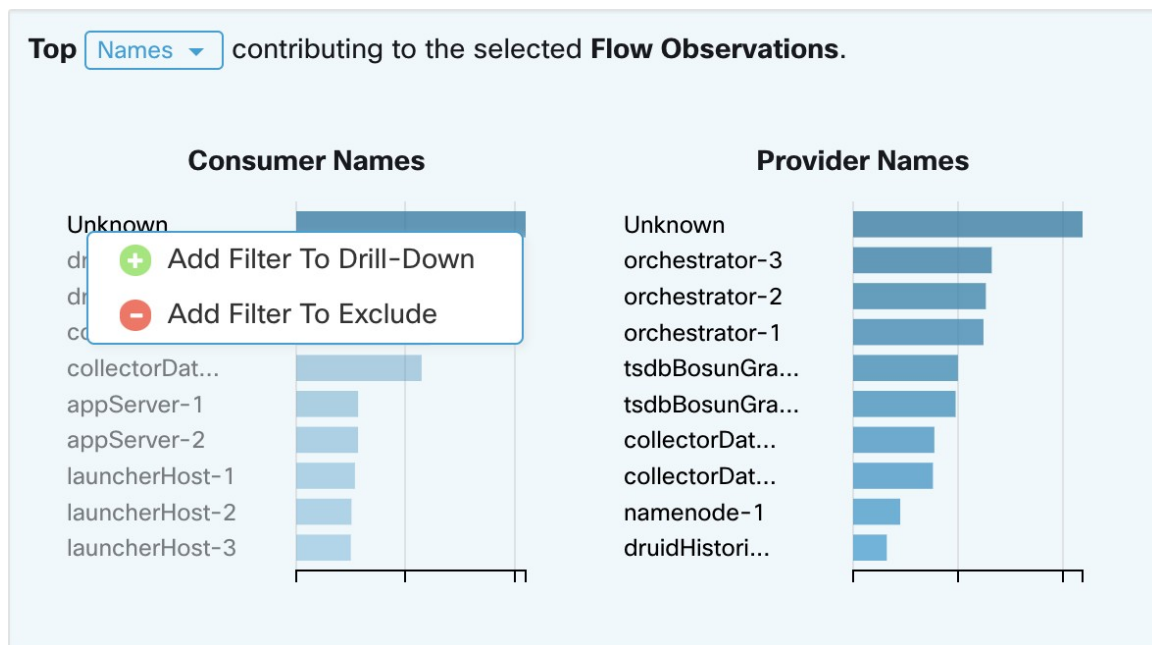 Top Names contributing to the selected Flow Observations.
Consumer Names
Unknown
Add Filter To Drill-Down
Add Filter To Exclude
collectorDat...
appServer-1
appServer-2
launcherHost-1
launcherHost-2
launcherHost-3
Provider Names
Unknown
orchestrator-3
orchestrator-2
orchestrator-1
tsdbBosunGra...
tsdbBosunGra...
collectorDat...
collectorDat...
namenode-1
druidHistori...